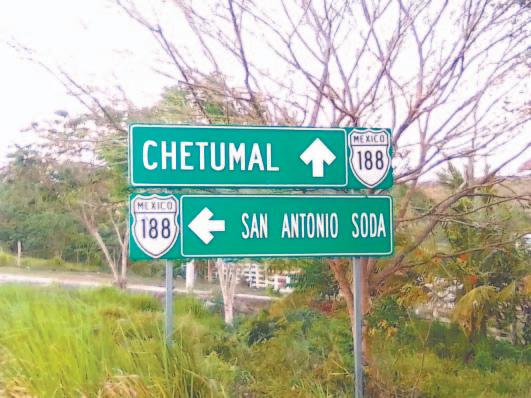 CHETUMAL
MEXICO
188
MEXICO
188
SAN ANTONIO SODA